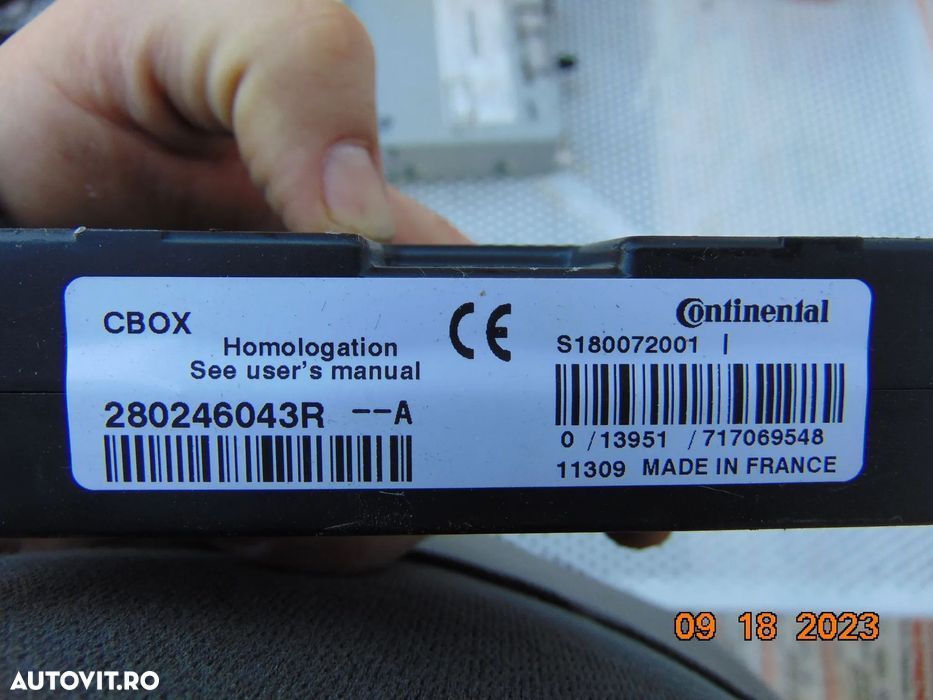 CBOX
Homologation
See user's manual
280246043R --A
CE
Continental
S180072001 I
0 /13951 /717069548
11309 MADE IN FRANCE
09 18 2023
AUTOVIT.RO